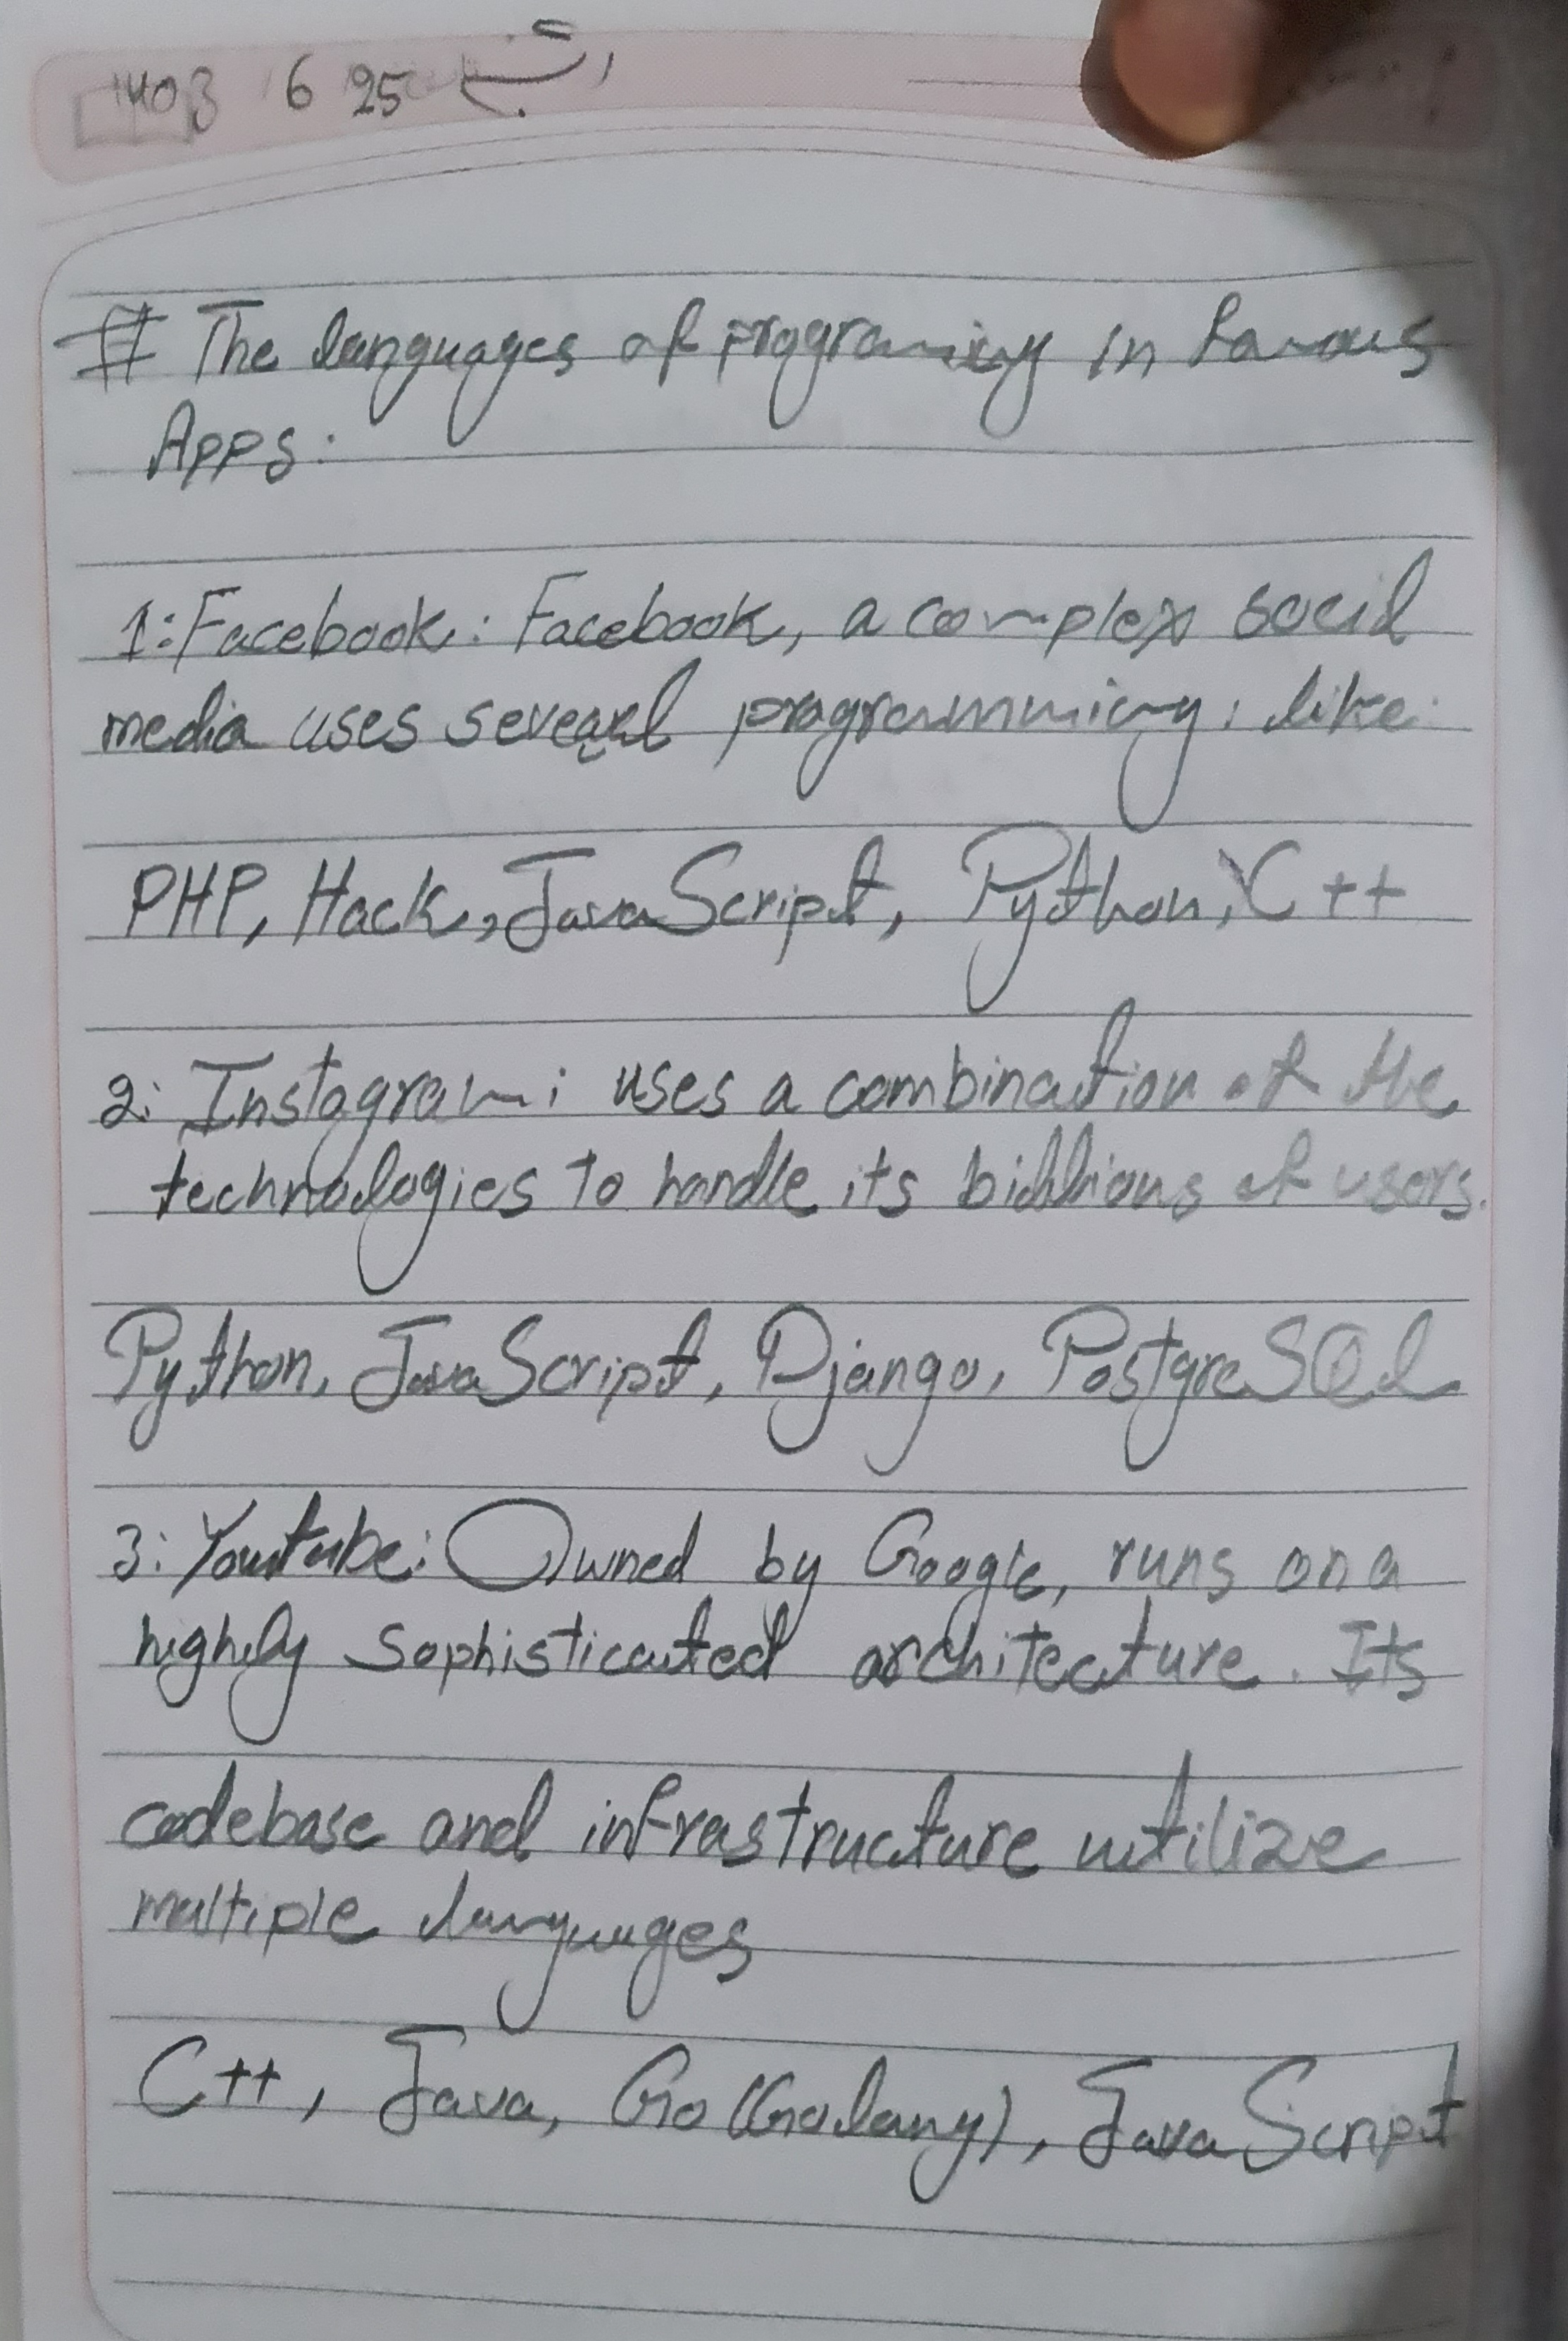 1403 6 25
# The languages of programing in famous
Apps:
1: Facebook: Facebook, a complex social
media uses several programming; like:
PHP, Hack, JavaScript, Python, C++
2: Instagram: uses a combination of the
technologies to handle its billions of users.
Python, JavaScript, Django, PostgreSQL
3: Youtube: Owned by Google, runs on a
highly sophisticated architecture. Its
codebase and infrastructure utilize
multiple languages
C++, Java, Go (Golang), JavaScript